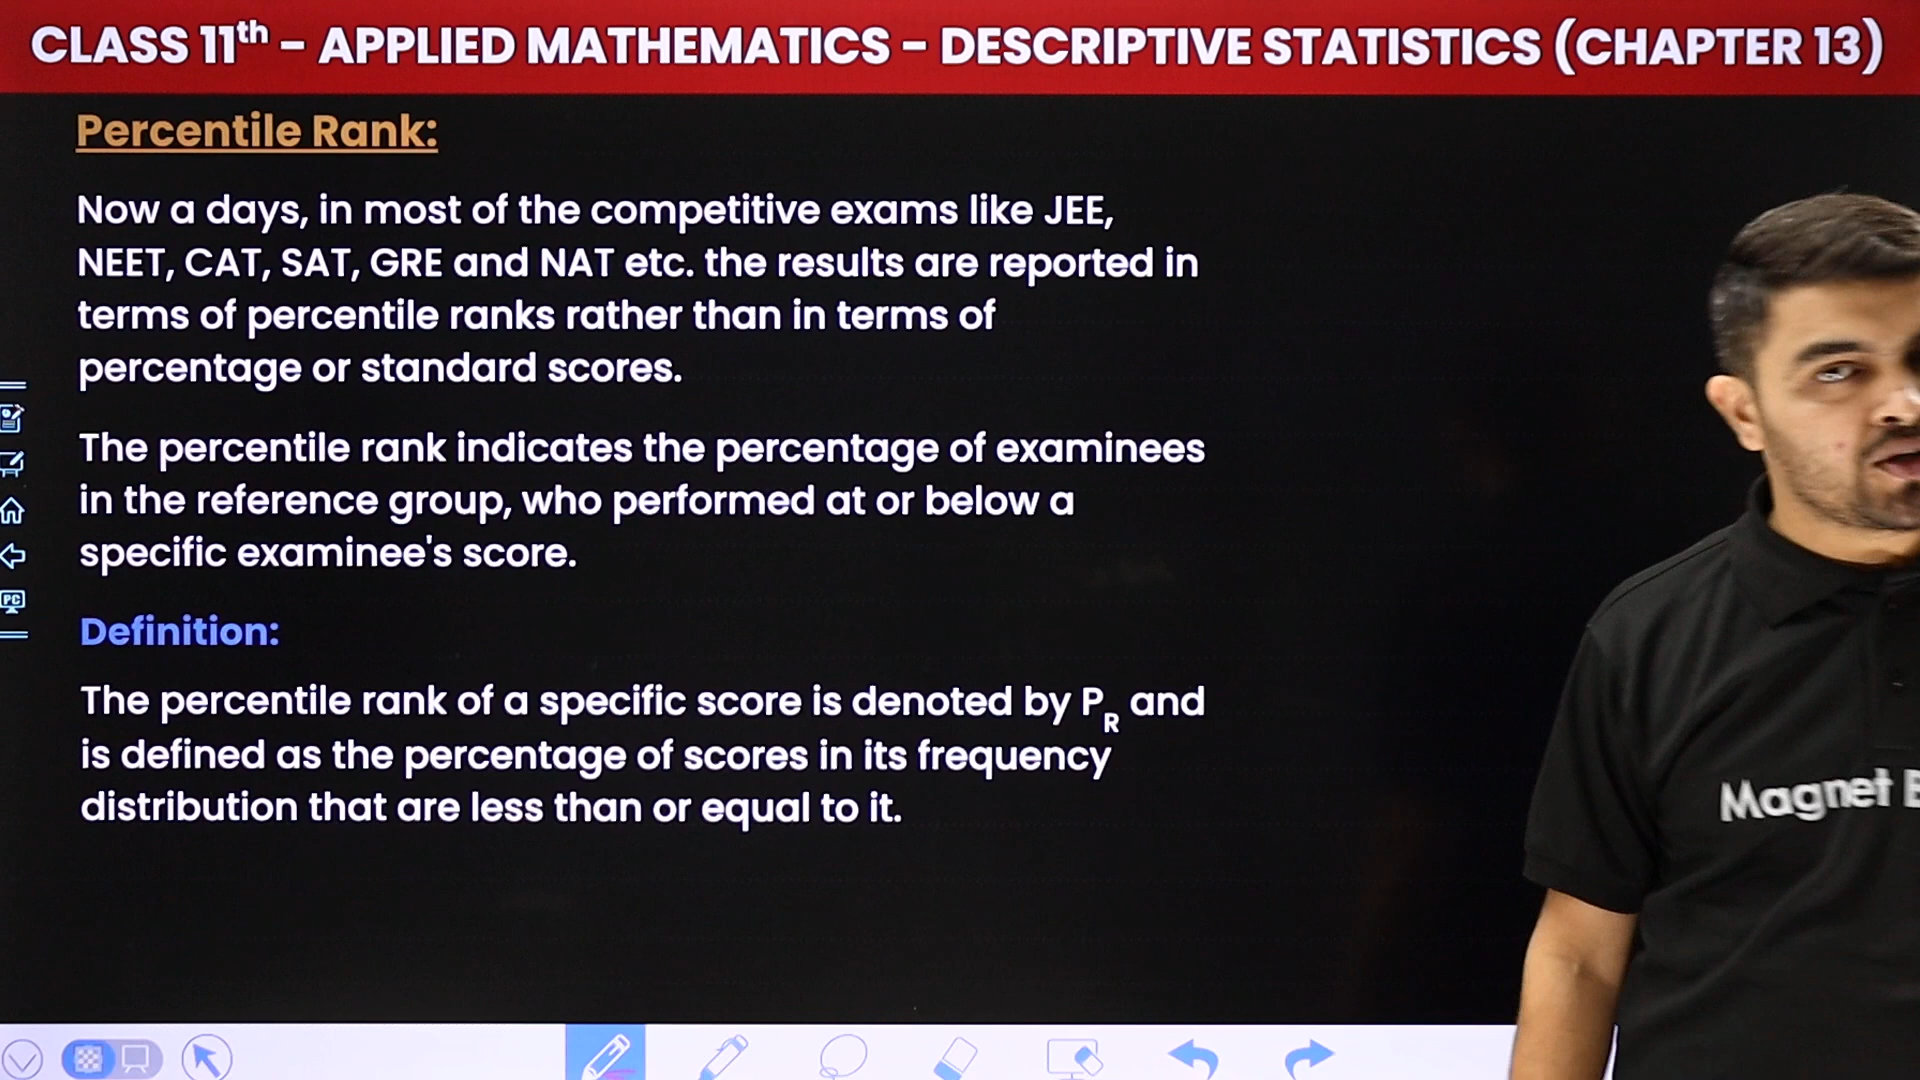 CLASS 11th - APPLIED MATHEMATICS - DESCRIPTIVE STATISTICS (CHAPTER 13)
Percentile Rank:
Now a days, in most of the competitive exams like JEE,
NEET, CAT, SAT, GRE and NAT etc. the results are reported in
terms of percentile ranks rather than in terms of
percentage or standard scores.
The percentile rank indicates the percentage of examinees
in the reference group, who performed at or below a
specific examinee's score.
Definition:
The percentile rank of a specific score is denoted by PR and
is defined as the percentage of scores in its frequency
distribution that are less than or equal to it.
PC
Magnet